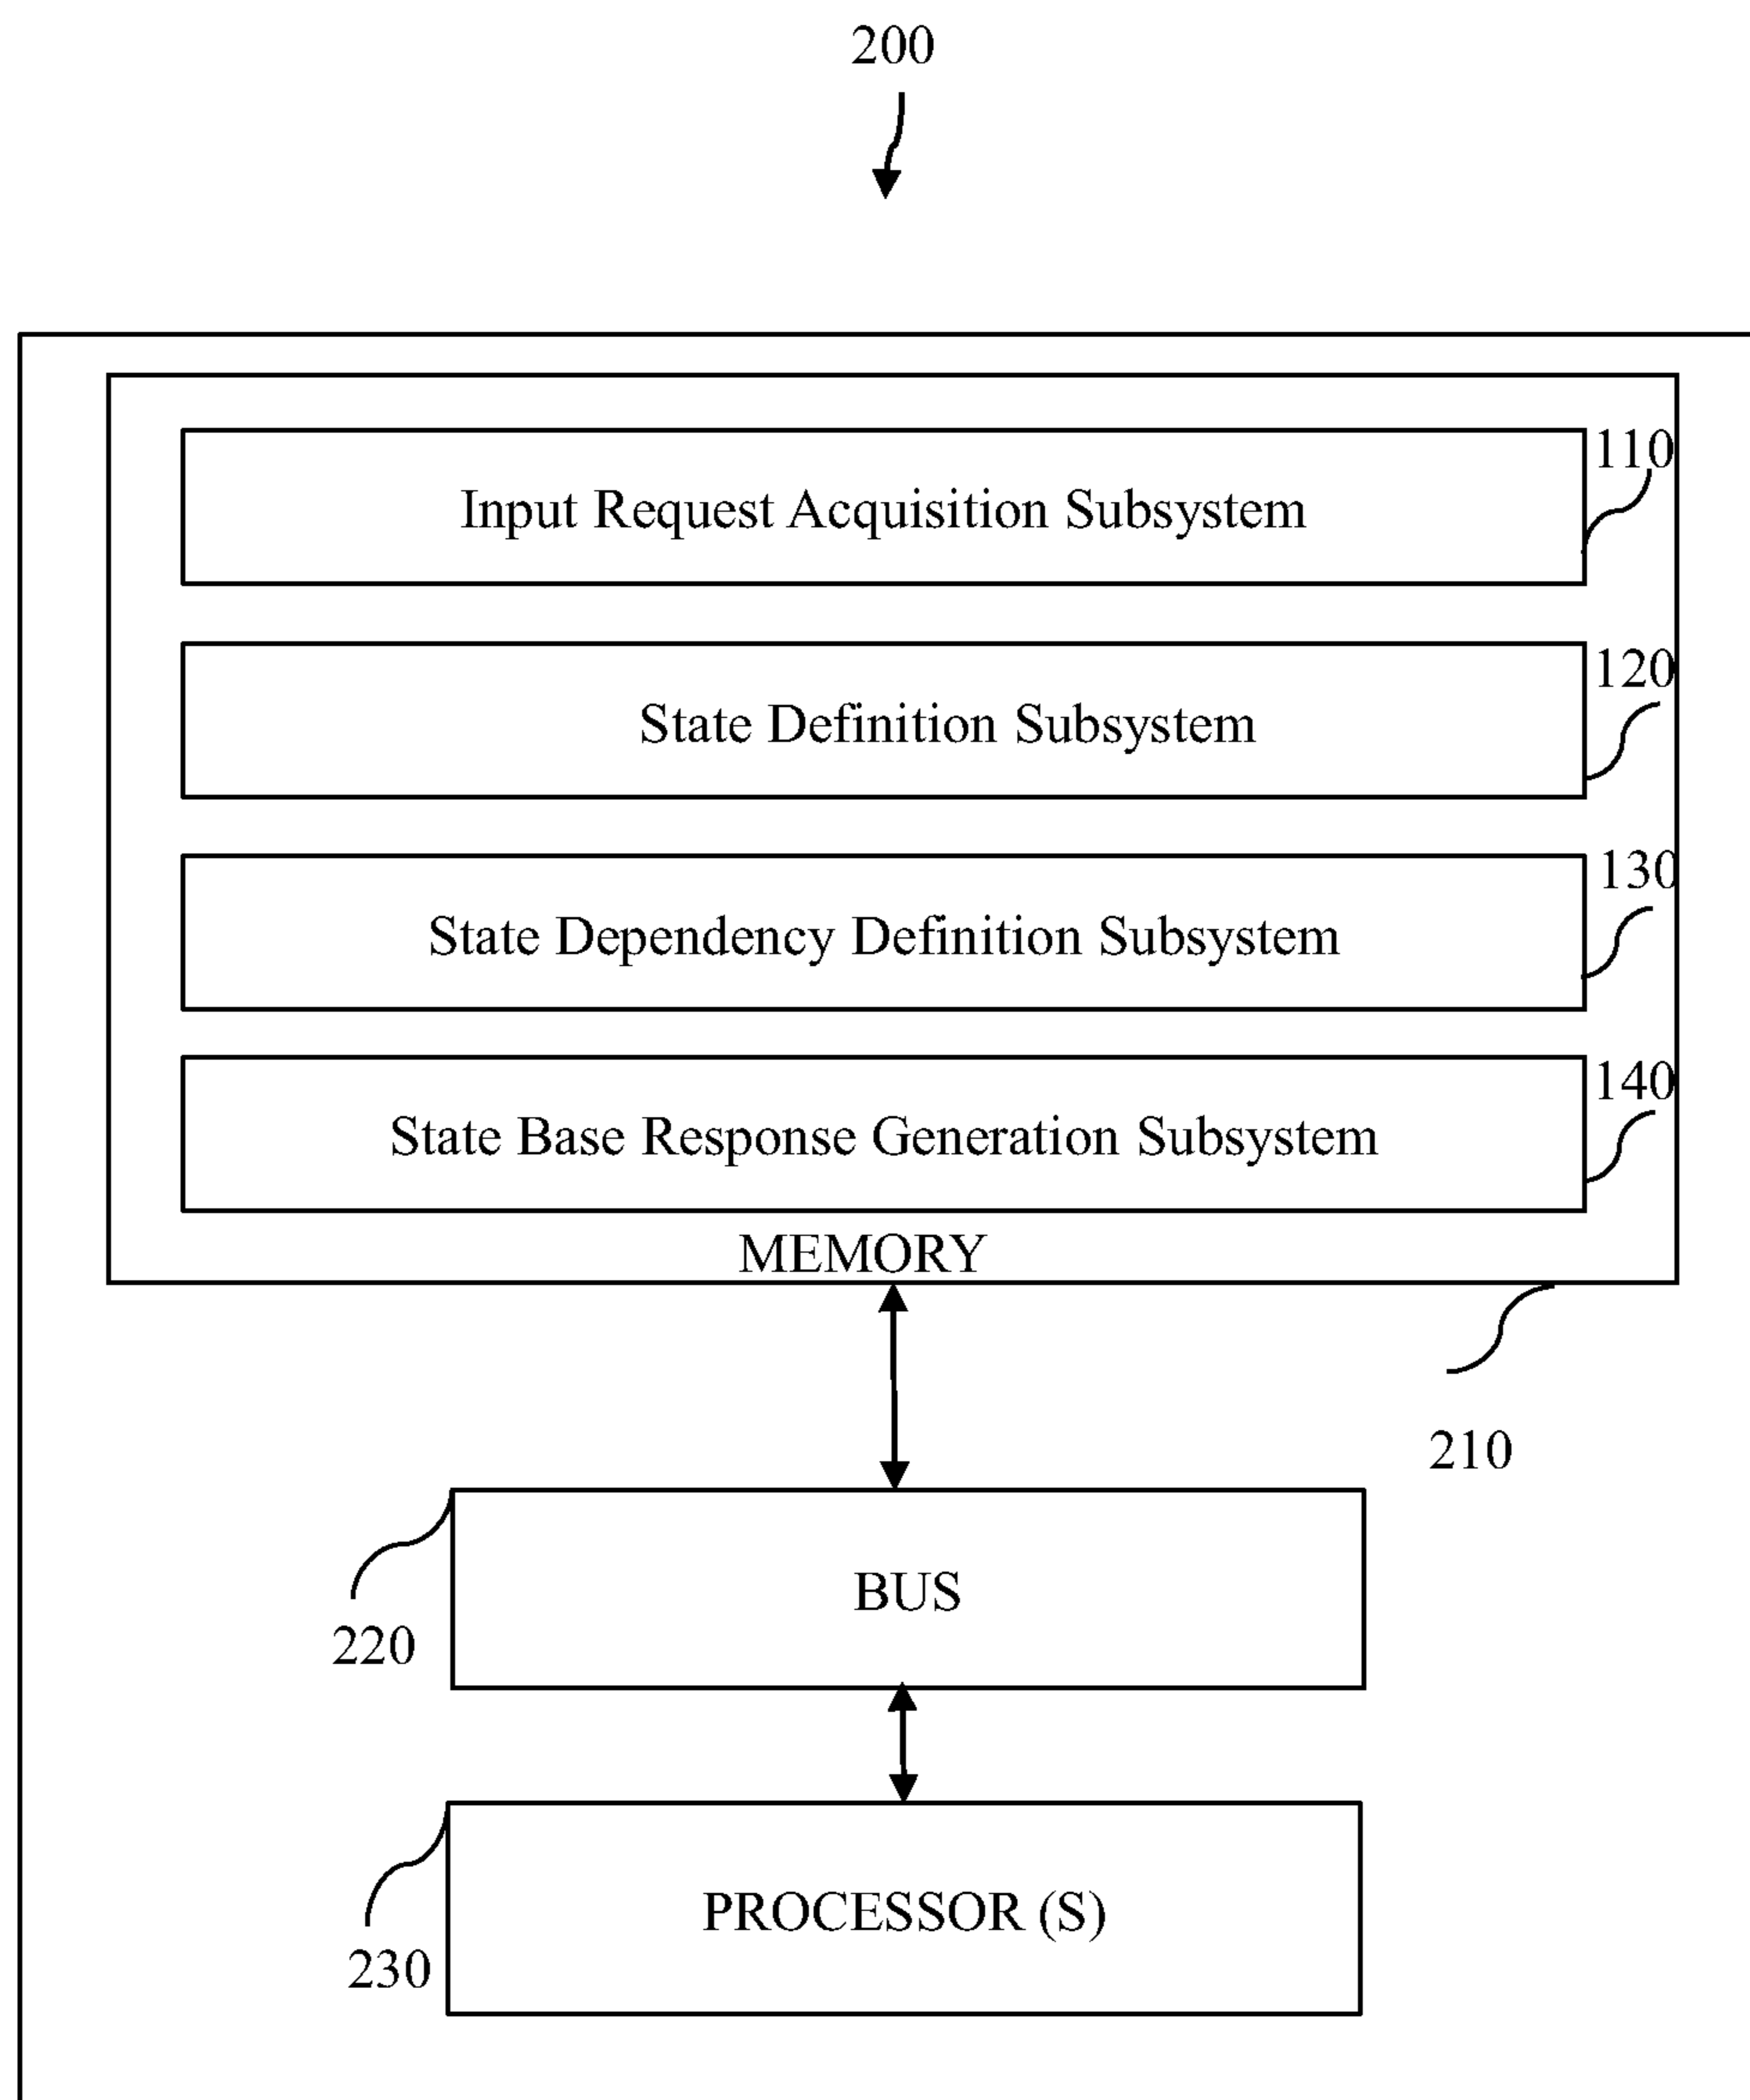 200
110
Input Request Acquisition Subsystem
120
State Definition Subsystem
130
State Dependency Definition Subsystem
140
State Base Response Generation Subsystem
MEMORY
210
BUS
220
PROCESSOR (S)
230